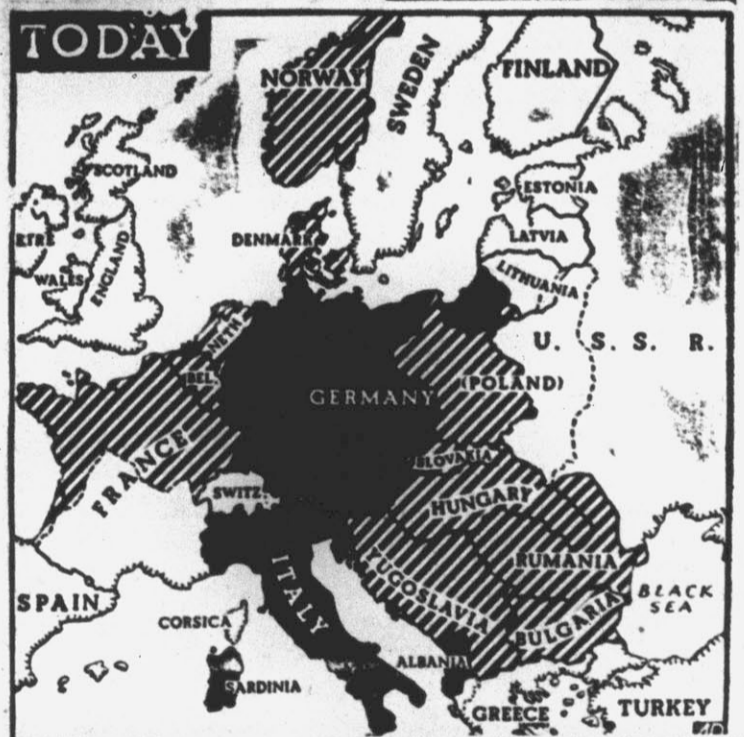 TODAY
NORWAY
SWEDEN
FINLAND
SCOTLAND
ESTONIA
EIRE
DENMARK
LATVIA
WALES
ENGLAND
LITHUANIA
NETH.
U. S. S. R.
BEL.
GERMANY
(POLAND)
FRANCE
SLOVAKIA
SWITZ.
HUNGARY
ITALY
YUGOSLAVIA
RUMANIA
SPAIN
CORSICA
BULGARIA
BLACK
SEA
ALBANIA
SARDINIA
GREECE
TURKEY